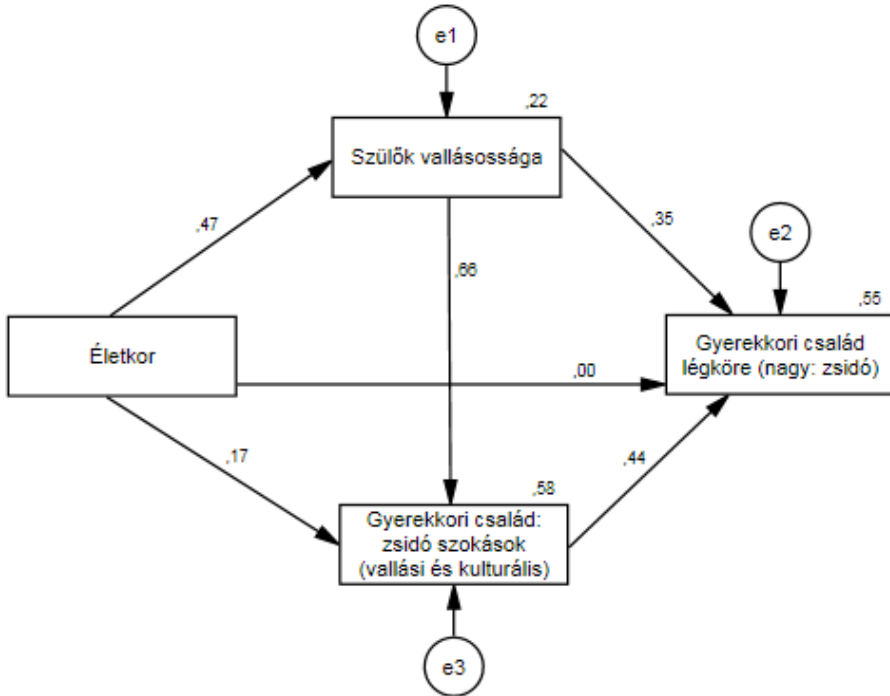 e1
,22
Szülők vallásossága
,47
,35
e2
,66
,55
Életkor
Gyerekkori család
légköre (nagy: zsidó)
,00
,17
,44
,58
Gyerekkori család:
zsidó szokások
(vallási és kulturális)
e3